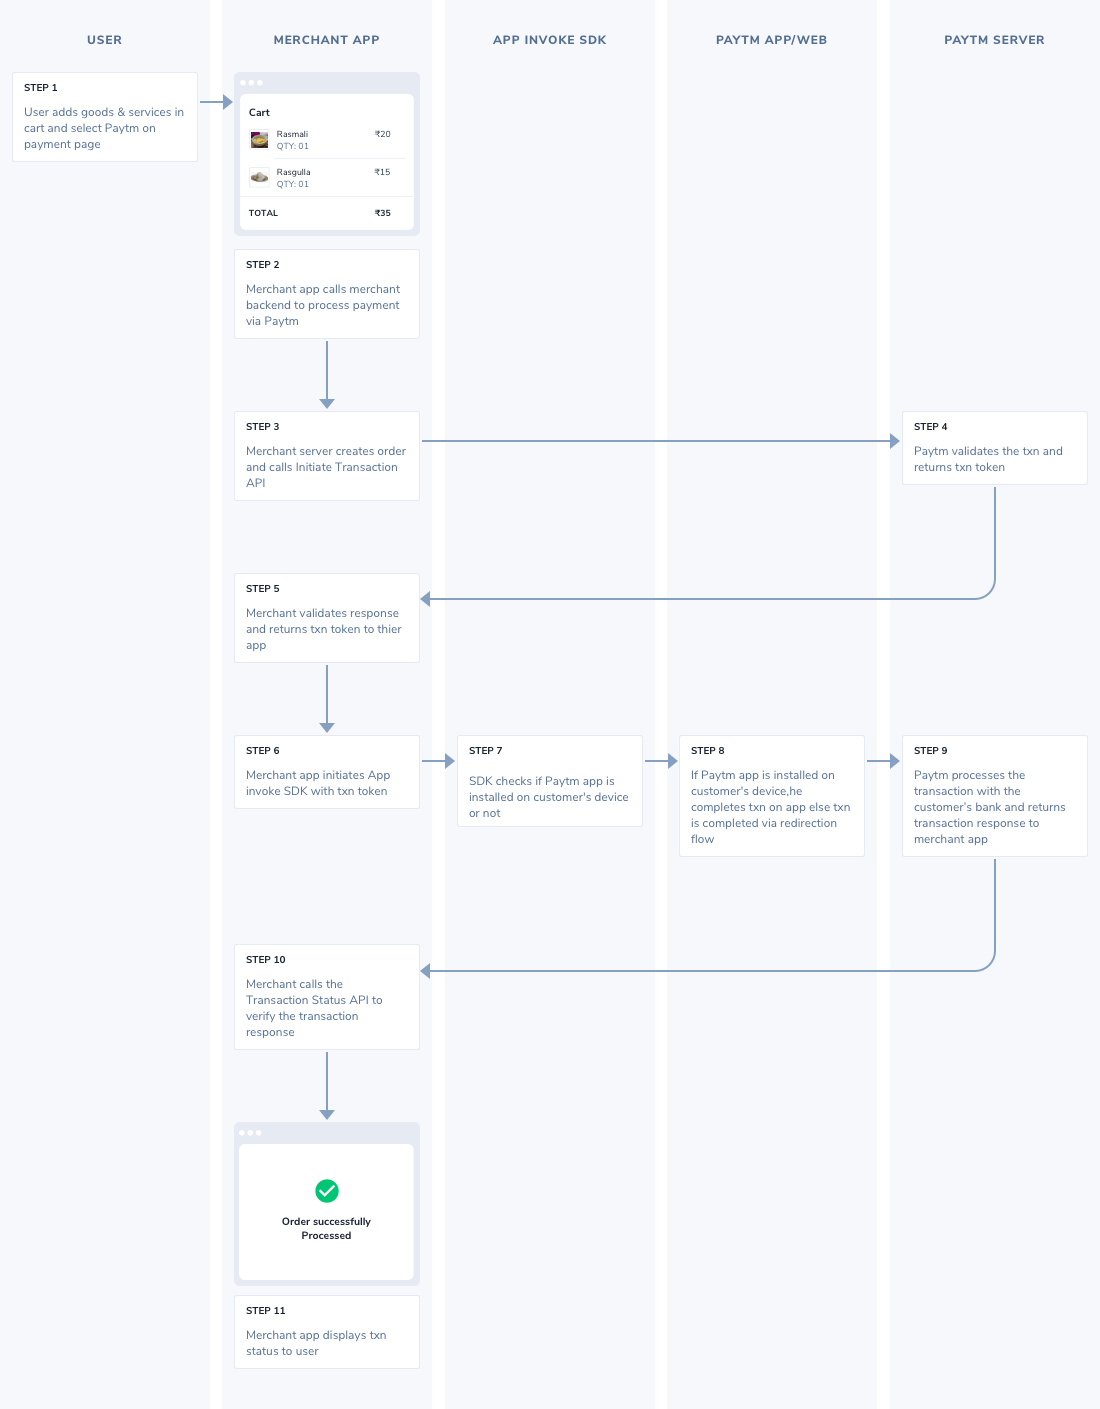 USER
MERCHANT APP
APP INVOKE SDK
PAYTM APP/WEB
PAYTM SERVER
STEP 1
User adds goods & services in
cart and select Paytm on
payment page
Cart
Rasmali ₹20
QTY: 01
Rasgulla ₹15
QTY: 01
TOTAL ₹35
STEP 2
Merchant app calls merchant
backend to process payment
via Paytm
STEP 3
Merchant server creates order
and calls Initiate Transaction
API
STEP 4
Paytm validates the txn and
returns txn token
STEP 5
Merchant validates response
and returns txn token to thier
app
STEP 6
Merchant app initiates App
invoke SDK with txn token
STEP 7
SDK checks if Paytm app is
installed on customer's device
or not
STEP 8
If Paytm app is installed on
customer's device,he
completes txn on app else txn
is completed via redirection
flow
STEP 9
Paytm processes the
transaction with the
customer's bank and returns
transaction response to
merchant app
STEP 10
Merchant calls the
Transaction Status API to
verify the transaction
response
Order successfully
Processed
STEP 11
Merchant app displays txn
status to user